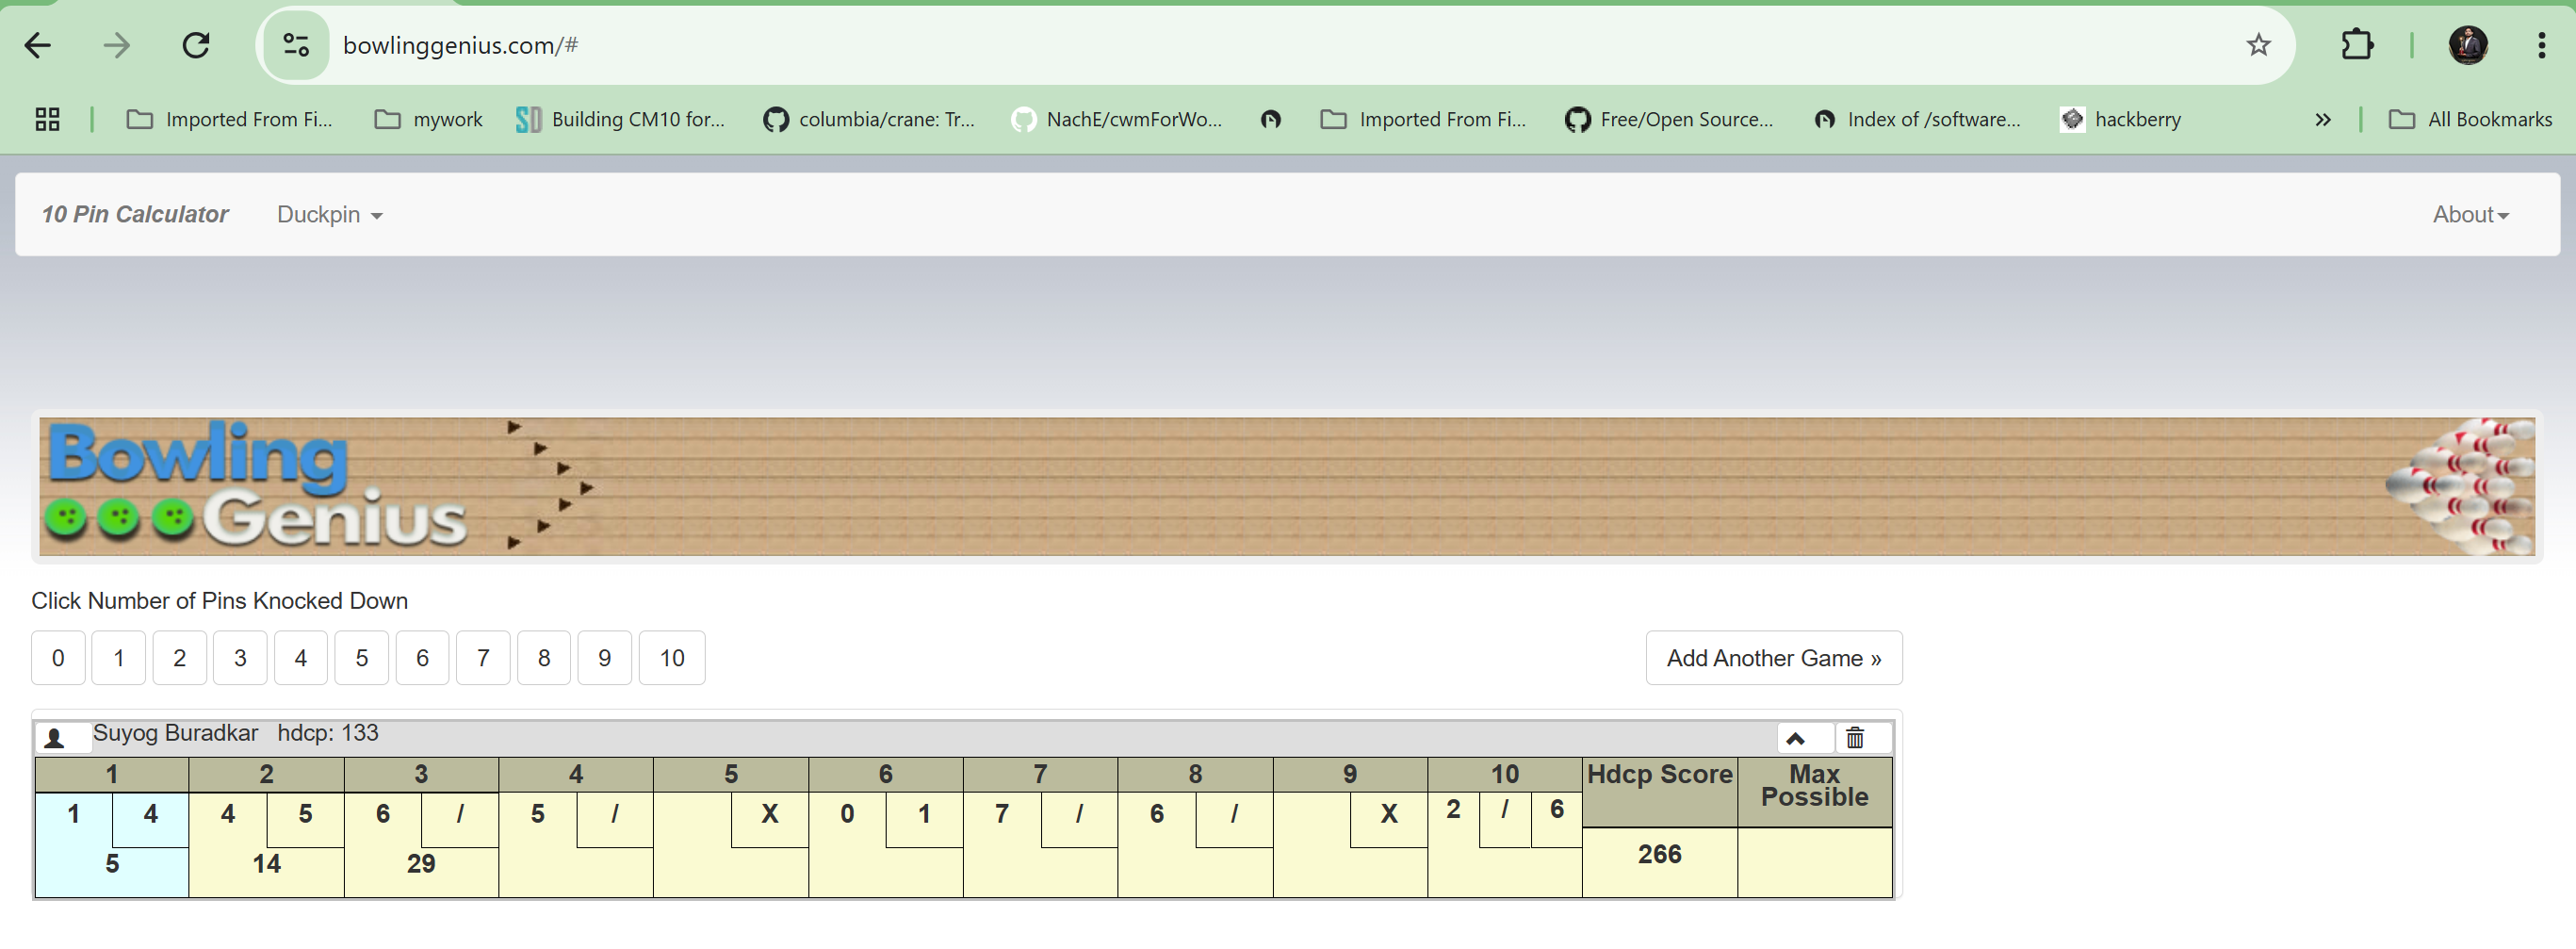 bowlinggenius.com/#
Imported From Fi... mywork SD Building CM10 for... columbia/crane: Tr... NachE/cwmForWo... Imported From Fi... Free/Open Source... Index of /software... hackberry » All Bookmarks
10 Pin Calculator Duckpin About
Bowling
Genius
Click Number of Pins Knocked Down
0 1 2 3 4 5 6 7 8 9 10 Add Another Game »
Suyog Buradkar hdcp: 133
1 2 3 4 5 6 7 8 9 10 Hdcp Score Max
Possible
1 4 4 5 6 / 5 / X 0 1 7 / 6 / X 2 / 6
5 14 29 266